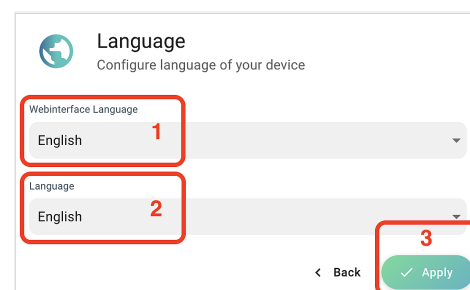 Language
Configure language of your device
Webinterface Language
English 1
Language
English 2
3
Back Apply